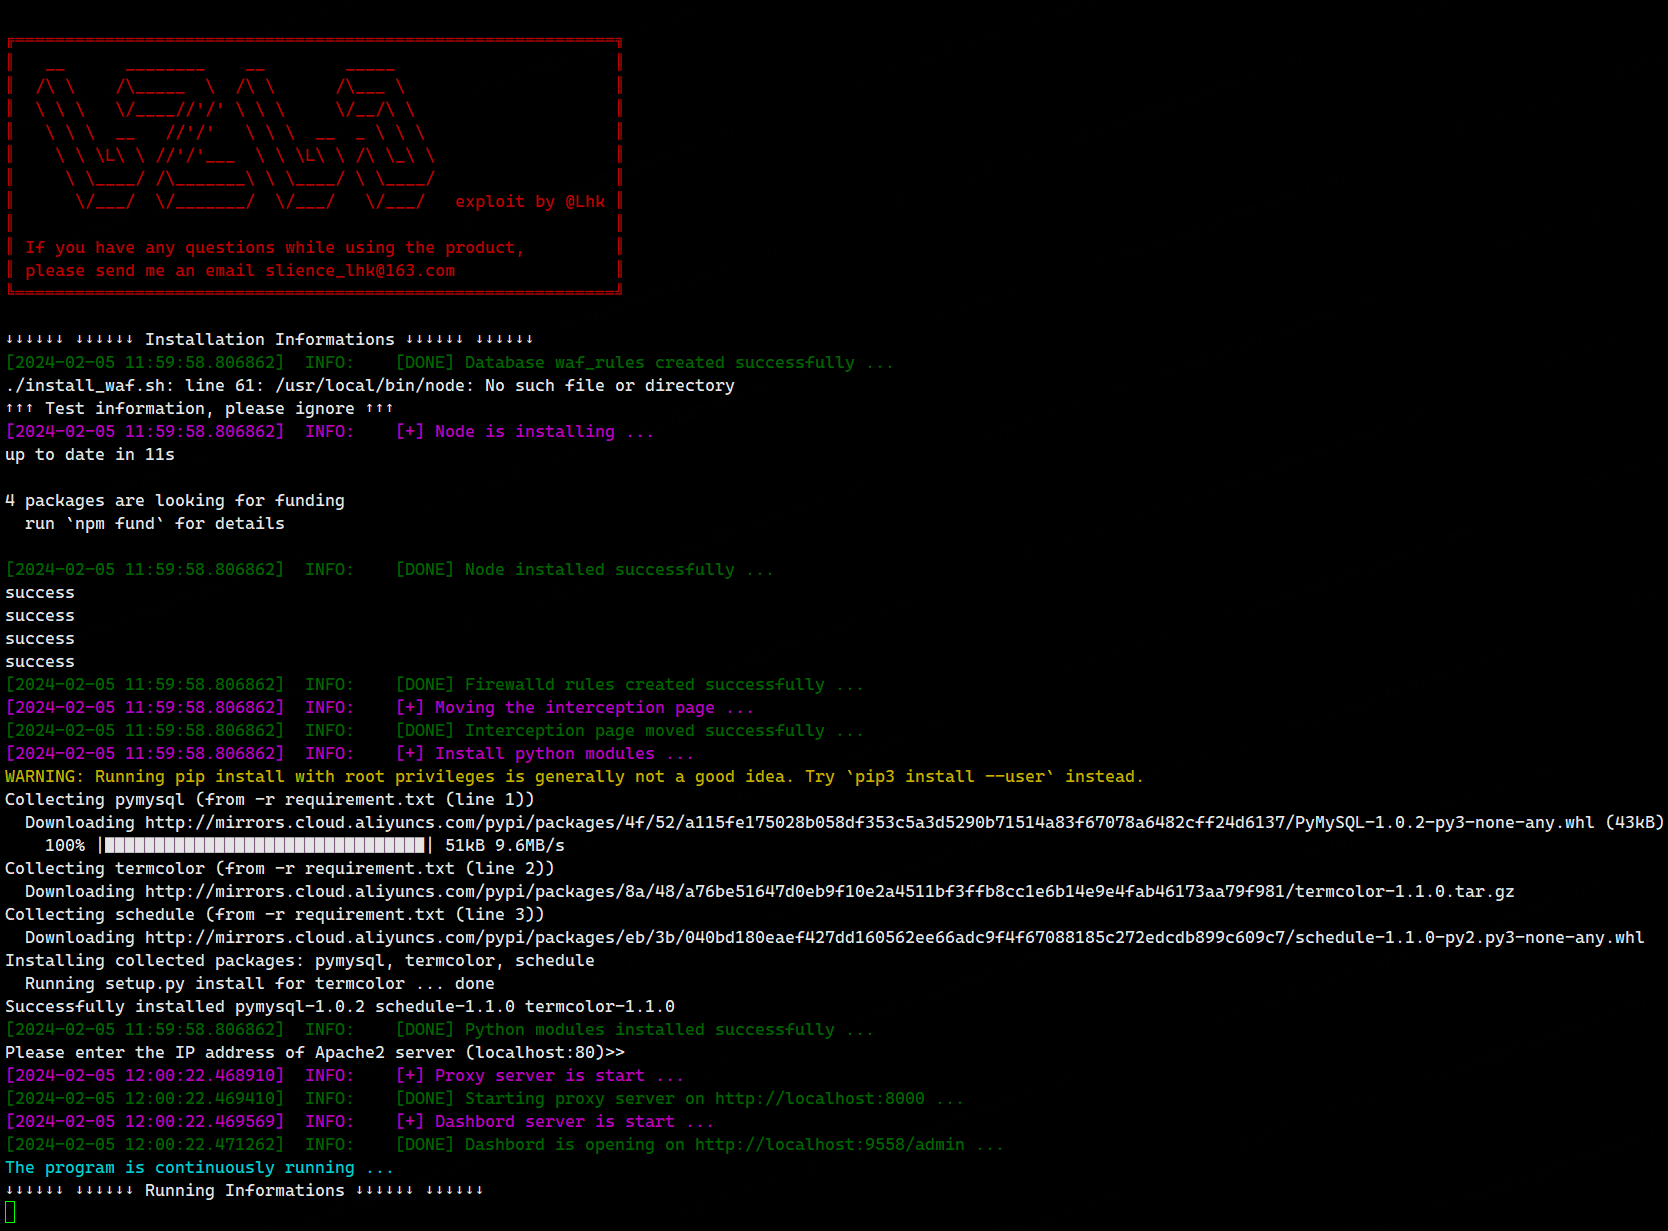 exploit by @Lhk
If you have any questions while using the product,
please send me an email slience_lhk@163.com
↓↓↓↓↓↓ ↓↓↓↓↓↓ Installation Informations ↓↓↓↓↓↓ ↓↓↓↓↓↓
[2024-02-05 11:59:58.806862]  INFO:    [DONE] Database waf_rules created successfully ...
./install_waf.sh: line 61: /usr/local/bin/node: No such file or directory
↑↑↑ Test information, please ignore ↑↑↑
[2024-02-05 11:59:58.806862]  INFO:    [+] Node is installing ...
up to date in 11s
4 packages are looking for funding
  run `npm fund` for details
[2024-02-05 11:59:58.806862]  INFO:    [DONE] Node installed successfully ...
success
success
success
success
[2024-02-05 11:59:58.806862]  INFO:    [DONE] Firewalld rules created successfully ...
[2024-02-05 11:59:58.806862]  INFO:    [+] Moving the interception page ...
[2024-02-05 11:59:58.806862]  INFO:    [DONE] Interception page moved successfully ...
[2024-02-05 11:59:58.806862]  INFO:    [+] Install python modules ...
WARNING: Running pip install with root privileges is generally not a good idea. Try `pip3 install --user` instead.
Collecting pymysql (from -r requirement.txt (line 1))
  Downloading http://mirrors.cloud.aliyuncs.com/pypi/packages/4f/52/a115fe175028b058df353c5a3d5290b71514a83f67078a6482cff24d6137/PyMySQL-1.0.2-py3-none-any.whl (43kB)
    100% |████████████████████████████████| 51kB 9.6MB/s
Collecting termcolor (from -r requirement.txt (line 2))
  Downloading http://mirrors.cloud.aliyuncs.com/pypi/packages/8a/48/a76be51647d0eb9f10e2a4511bf3ffb8cc1e6b14e9e4fab46173aa79f981/termcolor-1.1.0.tar.gz
Collecting schedule (from -r requirement.txt (line 3))
  Downloading http://mirrors.cloud.aliyuncs.com/pypi/packages/eb/3b/040bd180eaef427dd160562ee66adc9f4f67088185c272edcdb899c609c7/schedule-1.1.0-py2.py3-none-any.whl
Installing collected packages: pymysql, termcolor, schedule
  Running setup.py install for termcolor ... done
Successfully installed pymysql-1.0.2 schedule-1.1.0 termcolor-1.1.0
[2024-02-05 11:59:58.806862]  INFO:    [DONE] Python modules installed successfully ...
Please enter the IP address of Apache2 server (localhost:80)>>
[2024-02-05 12:00:22.468910]  INFO:    [+] Proxy server is start ...
[2024-02-05 12:00:22.469410]  INFO:    [DONE] Starting proxy server on http://localhost:8000 ...
[2024-02-05 12:00:22.469569]  INFO:    [+] Dashbord server is start ...
[2024-02-05 12:00:22.471262]  INFO:    [DONE] Dashbord is opening on http://localhost:9558/admin ...
The program is continuously running ...
↓↓↓↓↓↓ ↓↓↓↓↓↓ Running Informations ↓↓↓↓↓↓ ↓↓↓↓↓↓